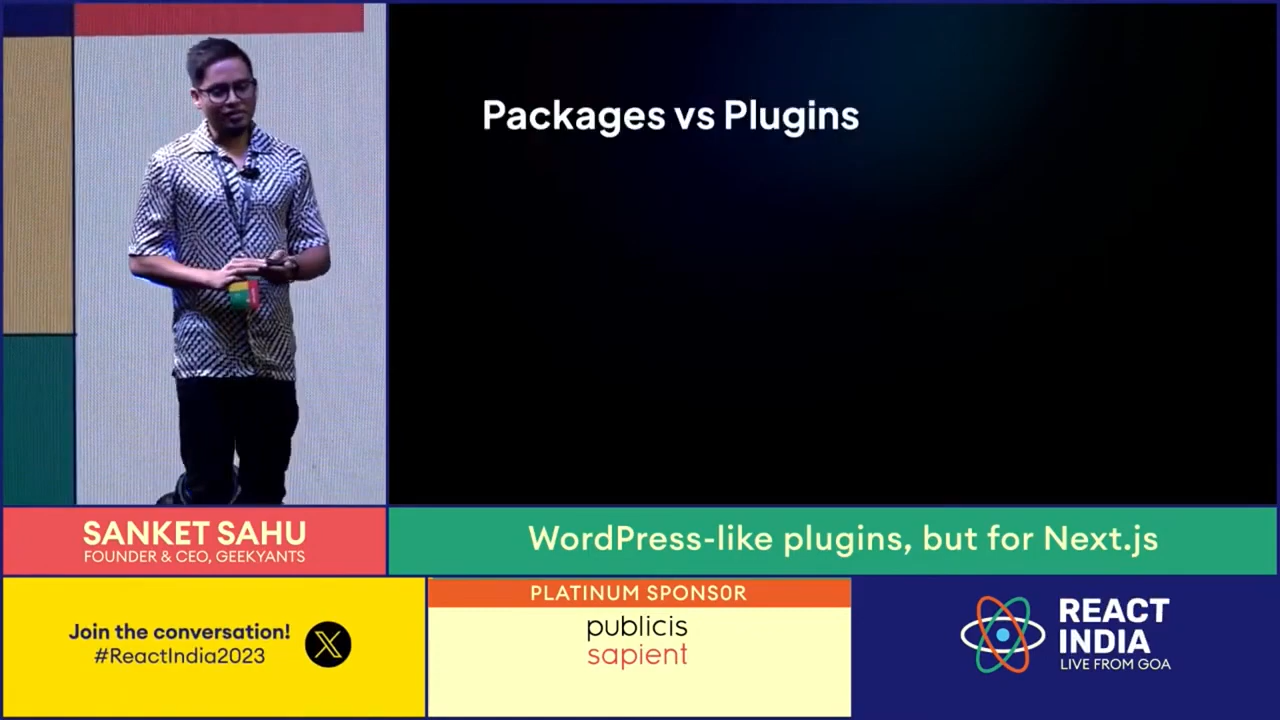 Packages vs Plugins
SANKET SAHU
FOUNDER & CEO, GEEKYANTS
WordPress-like plugins, but for Next.js
Join the conversation!
#ReactIndia2023
PLATINUM SPONS0R
publicis
sapient
REACT
INDIA
LIVE FROM GOA